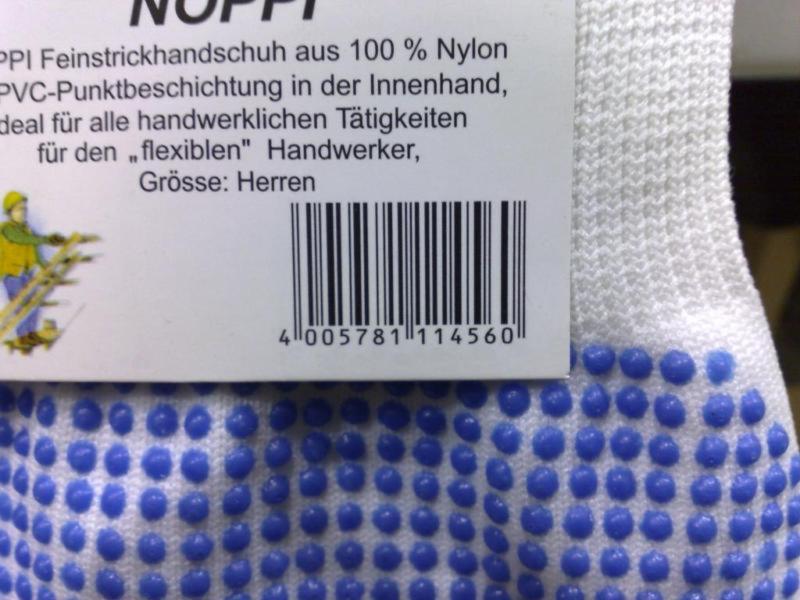 NOPPI
PPI Feinstrickhandschuh aus 100 % Nylon
PVC-Punktbeschichtung in der Innenhand,
deal für alle handwerklichen Tätigkeiten
für den „flexiblen" Handwerker,
Grösse: Herren
4 005781 114560